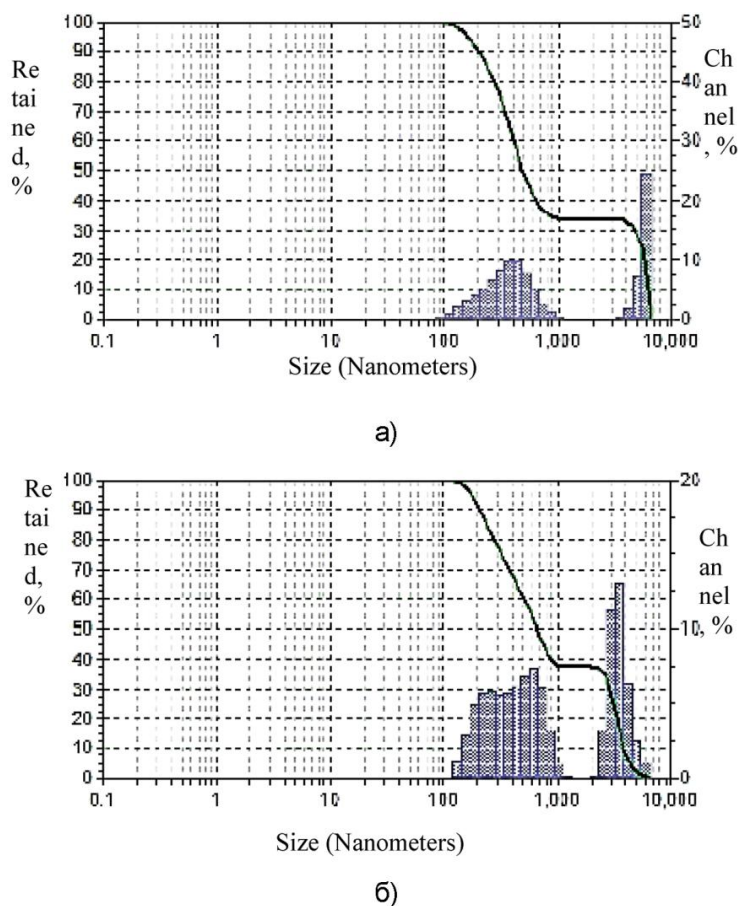 Re
tai
ne
d,
%
100
90
80
70
60
50
40
30
20
10
0
50
40
30
20
10
0
Ch
an
nel
, %
0.1 1 10 100 1,000 10,000
Size (Nanometers)
а)
Re
tai
ne
d,
%
100
90
80
70
60
50
40
30
20
10
0
20
10
0
Ch
an
nel, %
0.1 1 10 100 1,000 10,000
Size (Nanometers)
б)